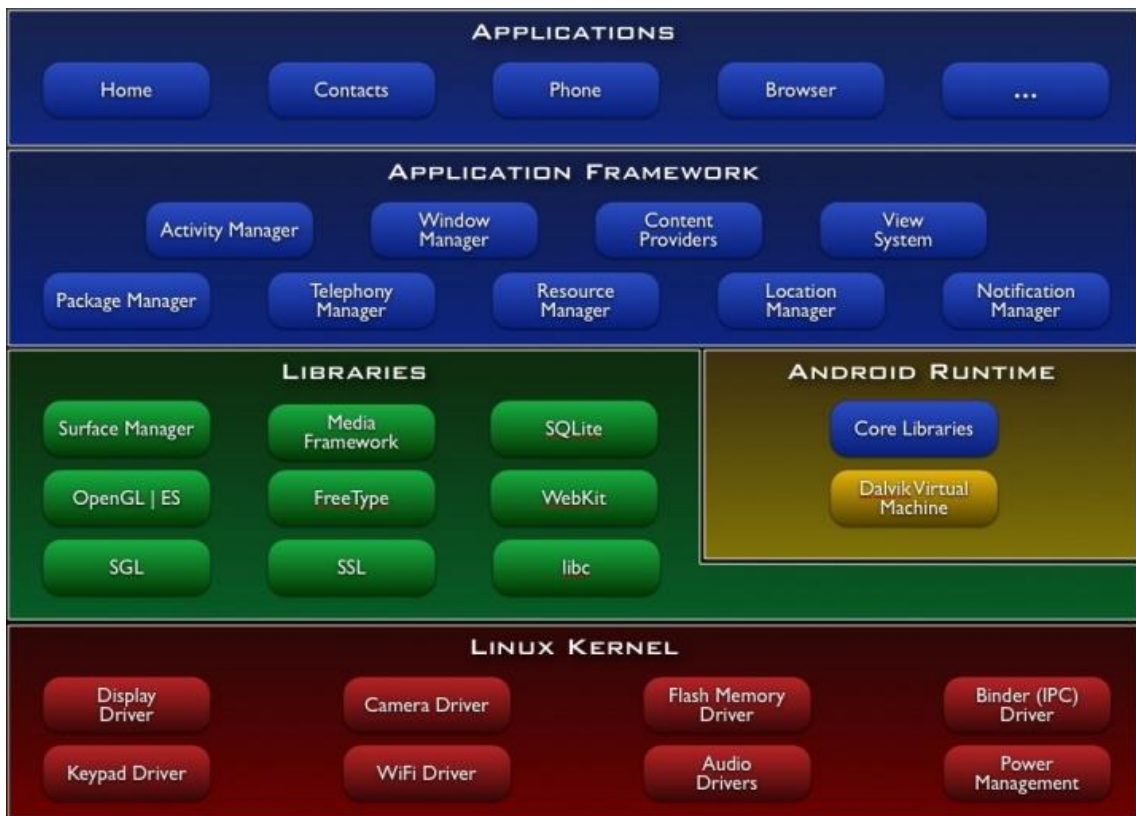 APPLICATIONS
Home
Contacts
Phone
Browser
...
APPLICATION FRAMEWORK
Activity Manager
Window
Manager
Content
Providers
View
System
Package Manager
Telephony
Manager
Resource
Manager
Location
Manager
Notification
Manager
LIBRARIES
Surface Manager
Media
Framework
SQLite
OpenGL | ES
FreeType
WebKit
SGL
SSL
libc
ANDROID RUNTIME
Core Libraries
Dalvik Virtual
Machine
LINUX KERNEL
Display
Driver
Camera Driver
Flash Memory
Driver
Binder (IPC)
Driver
Keypad Driver
WiFi Driver
Audio
Drivers
Power
Management